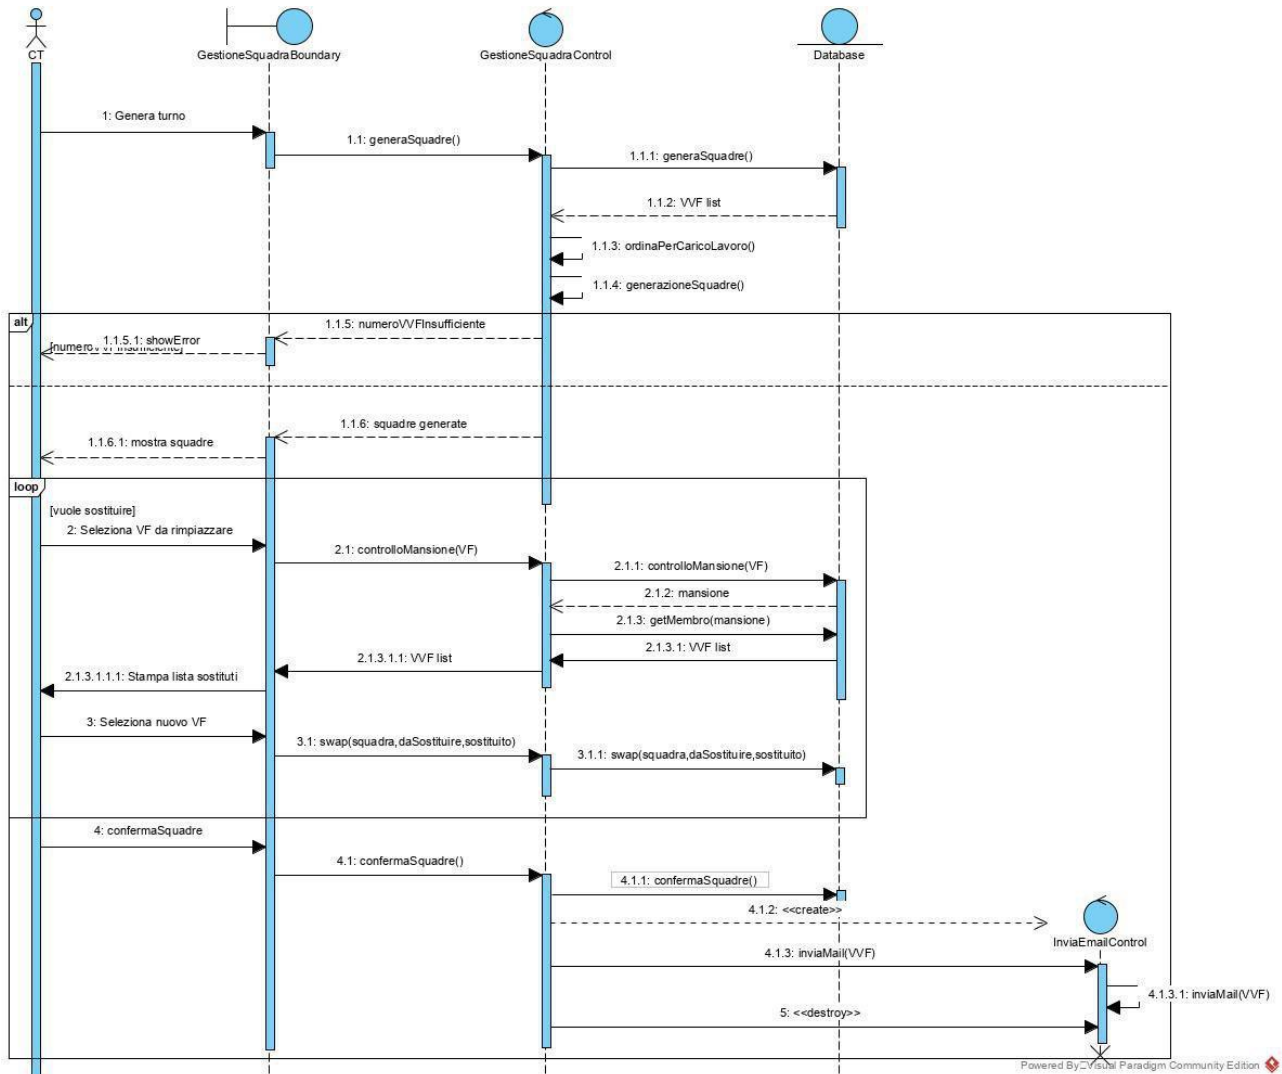 CT
GestioneSquadraBoundary
GestioneSquadraControl
Database
1: Genera turno
1.1: generaSquadre()
1.1.1: generaSquadre()
1.1.2: VVF list
1.1.3: ordinaPerCaricoLavoro()
1.1.4: generazioneSquadre()
alt
1.1.5: numeroVVFInsufficiente
1.1.5.1: showError
[numeroVVFInsufficiente]
1.1.6: squadre generate
1.1.6.1: mostra squadre
loop
[vuole sostituire]
2: Seleziona VF da rimpiazzare
2.1: controlloMansione(VF)
2.1.1: controlloMansione(VF)
2.1.2: mansione
2.1.3: getMembro(mansione)
2.1.3.1: VVF list
2.1.3.1.1: VVF list
2.1.3.1.1.1: Stampa lista sostituti
3: Seleziona nuovo VF
3.1: swap(squadra,daSostituire,sostituito)
3.1.1: swap(squadra,daSostituire,sostituito)
4: confermaSquadre
4.1: confermaSquadre()
4.1.1: confermaSquadre()
4.1.2: <<create>>
InviaEmailControl
4.1.3: inviaMail(VVF)
4.1.3.1: inviaMail(VVF)
5: <<destroy>>
Powered By Visual Paradigm Community Edition